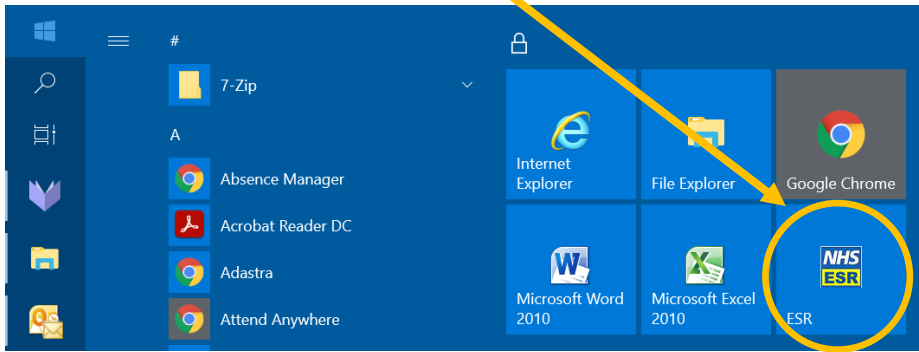 #
7-Zip
A
Absence Manager
Acrobat Reader DC
Adastra
Attend Anywhere
Internet
Explorer
File Explorer
Google Chrome
W
Microsoft Word
2010
X
Microsoft Excel
2010
NHS
ESR
ESR